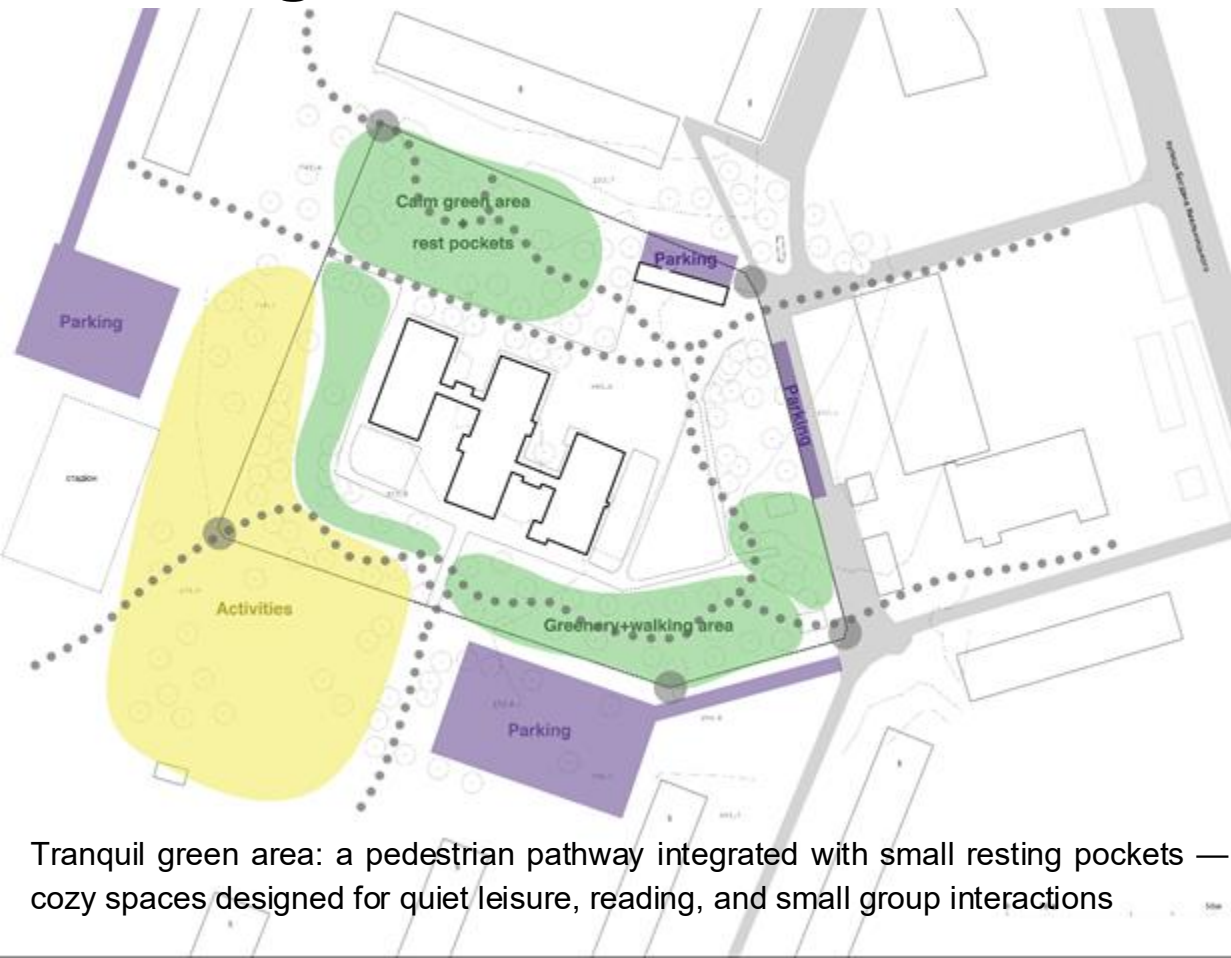 Calm green area
rest pockets
Parking
Parking
Parking
стадіон
Activities
Greenery+walking area
Parking
Tranquil green area: a pedestrian pathway integrated with small resting pockets —
cozy spaces designed for quiet leisure, reading, and small group interactions